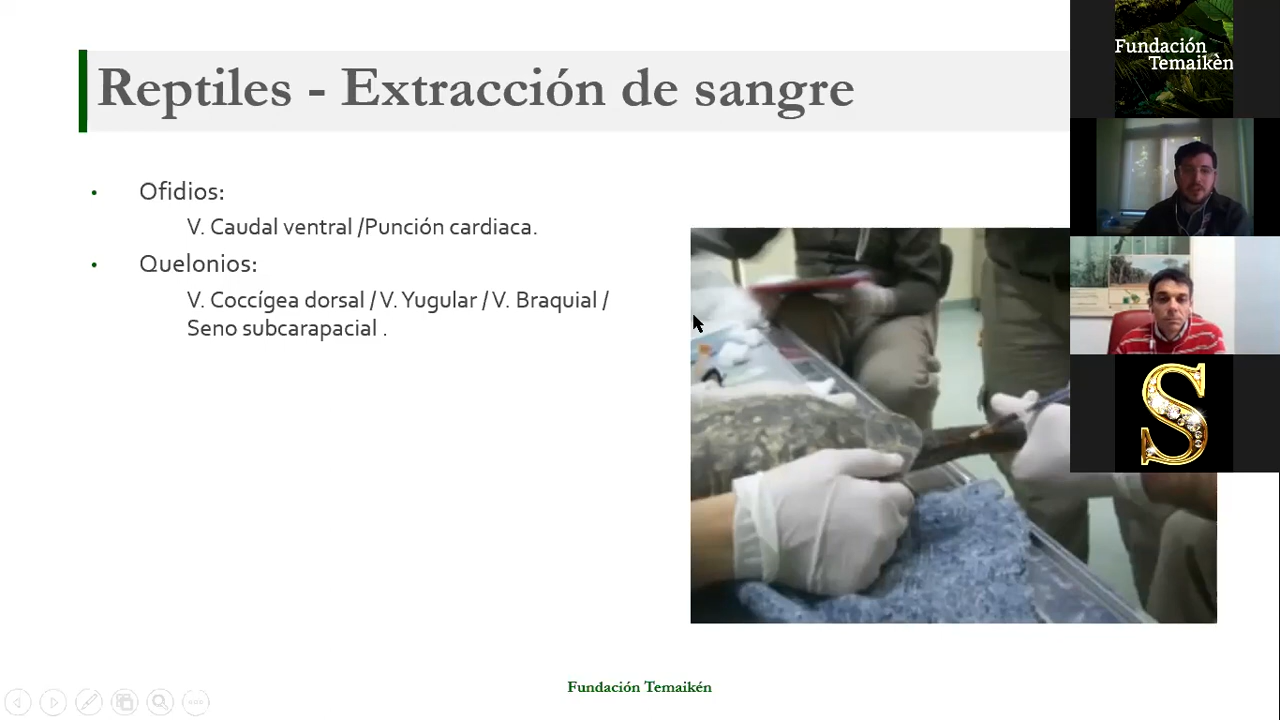 Reptiles - Extracción de sangre
• Ofidios:
V. Caudal ventral /Punción cardiaca.
• Quelonios:
V. Coccígea dorsal / V. Yugular / V. Braquial /
Seno subcarapacial .
Fundación Temaikén
Fundación
Temaikèn
S